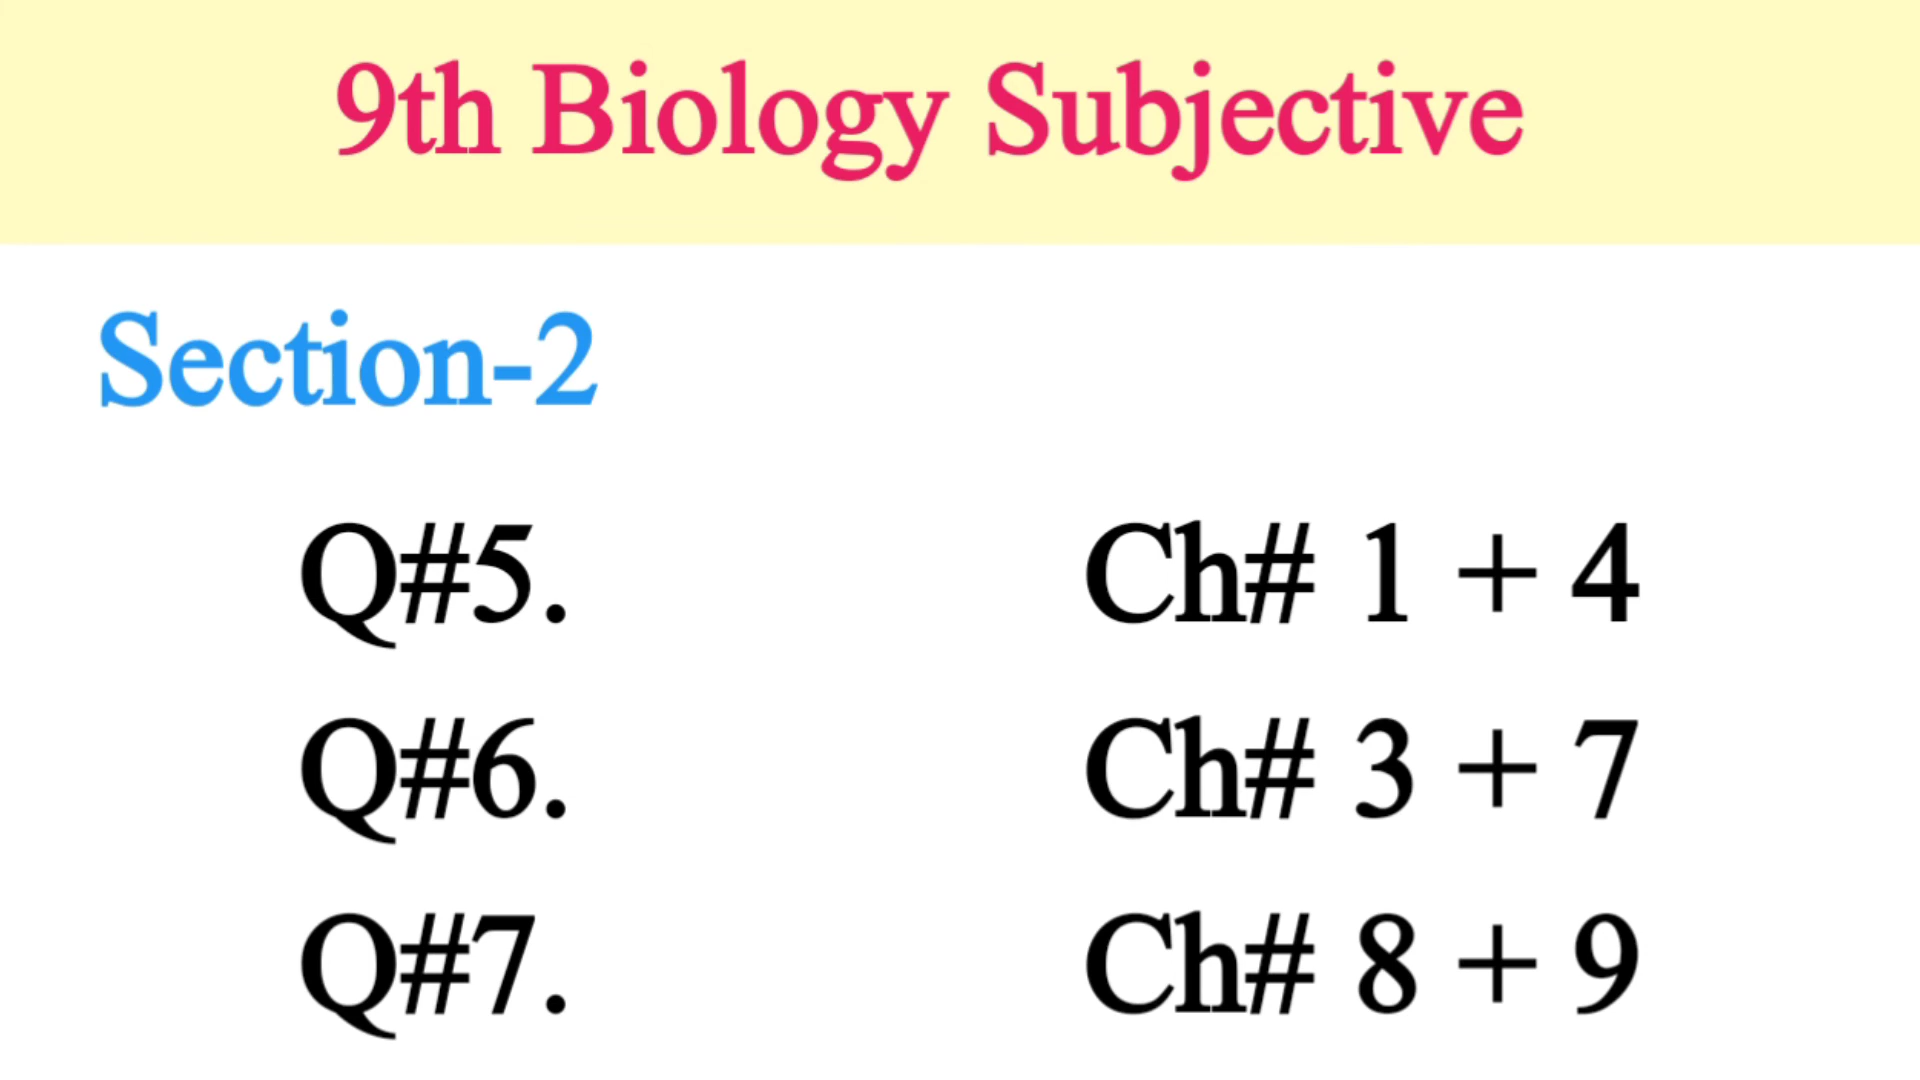 9th Biology Subjective
Section-2
Q#5. Ch# 1 + 4
Q#6. Ch# 3 + 7
Q#7. Ch# 8 + 9